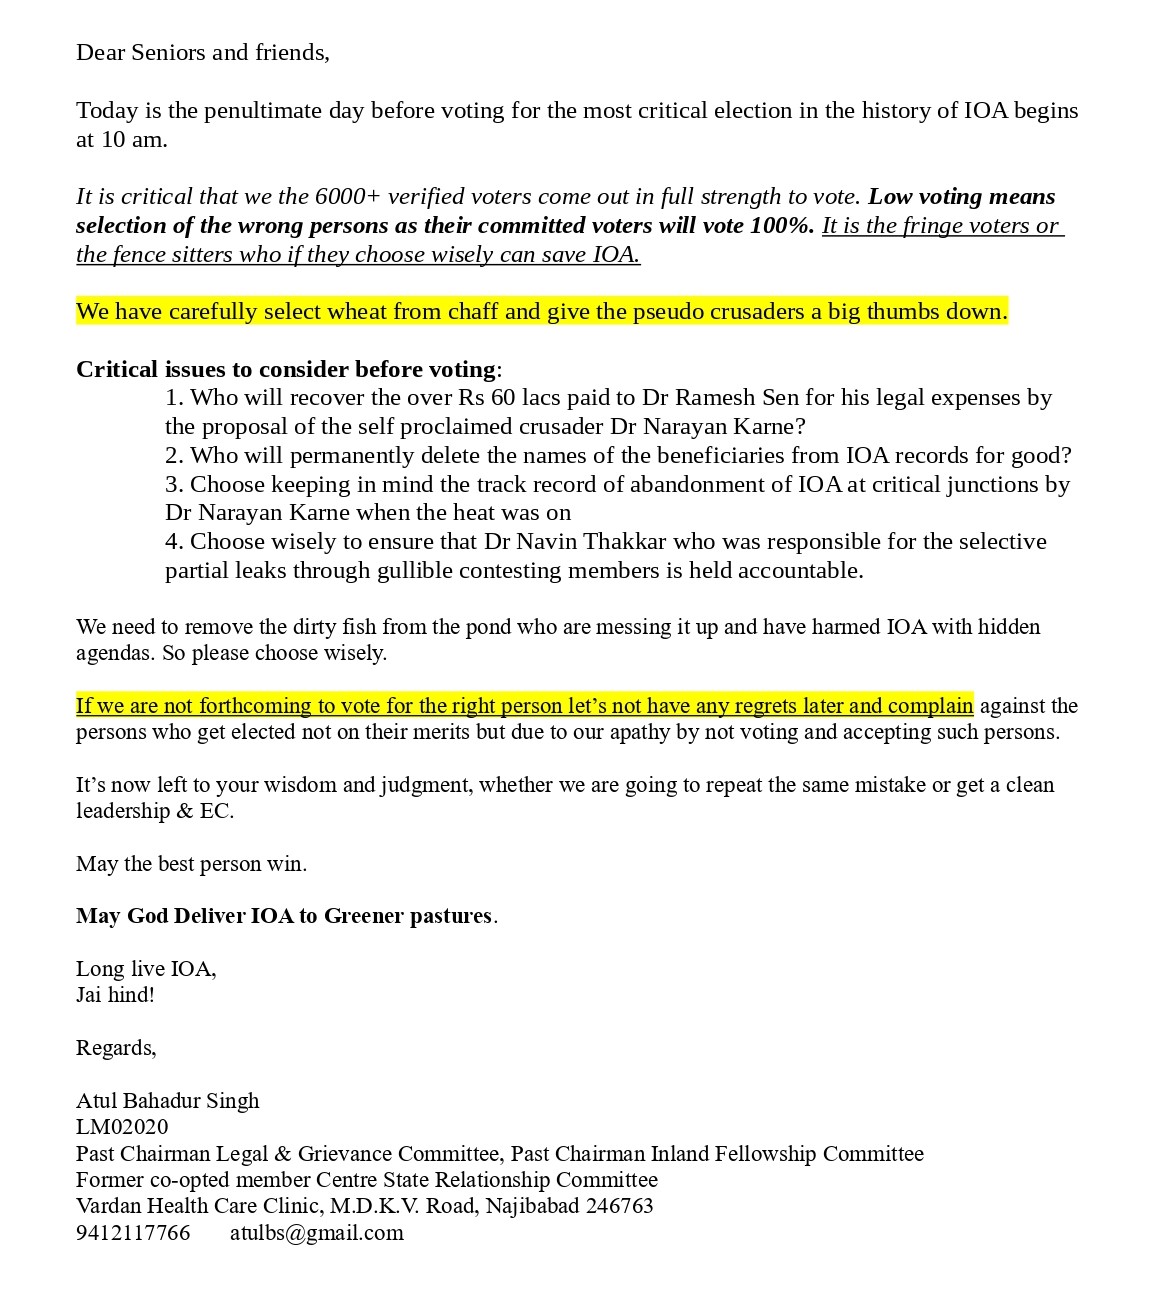 Dear Seniors and friends,
Today is the penultimate day before voting for the most critical election in the history of IOA begins
at 10 am.
It is critical that we the 6000+ verified voters come out in full strength to vote. Low voting means
selection of the wrong persons as their committed voters will vote 100%. It is the fringe voters or
the fence sitters who if they choose wisely can save IOA.
We have carefully select wheat from chaff and give the pseudo crusaders a big thumbs down.
Critical issues to consider before voting:
1. Who will recover the over Rs 60 lacs paid to Dr Ramesh Sen for his legal expenses by
the proposal of the self proclaimed crusader Dr Narayan Karne?
2. Who will permanently delete the names of the beneficiaries from IOA records for good?
3. Choose keeping in mind the track record of abandonment of IOA at critical junctions by
Dr Narayan Karne when the heat was on
4. Choose wisely to ensure that Dr Navin Thakkar who was responsible for the selective
partial leaks through gullible contesting members is held accountable.
We need to remove the dirty fish from the pond who are messing it up and have harmed IOA with hidden
agendas. So please choose wisely.
If we are not forthcoming to vote for the right person let’s not have any regrets later and complain against the
persons who get elected not on their merits but due to our apathy by not voting and accepting such persons.
It’s now left to your wisdom and judgment, whether we are going to repeat the same mistake or get a clean
leadership & EC.
May the best person win.
May God Deliver IOA to Greener pastures.
Long live IOA,
Jai hind!
Regards,
Atul Bahadur Singh
LM02020
Past Chairman Legal & Grievance Committee, Past Chairman Inland Fellowship Committee
Former co-opted member Centre State Relationship Committee
Vardan Health Care Clinic, M.D.K.V. Road, Najibabad 246763
9412117766 atulbs@gmail.com